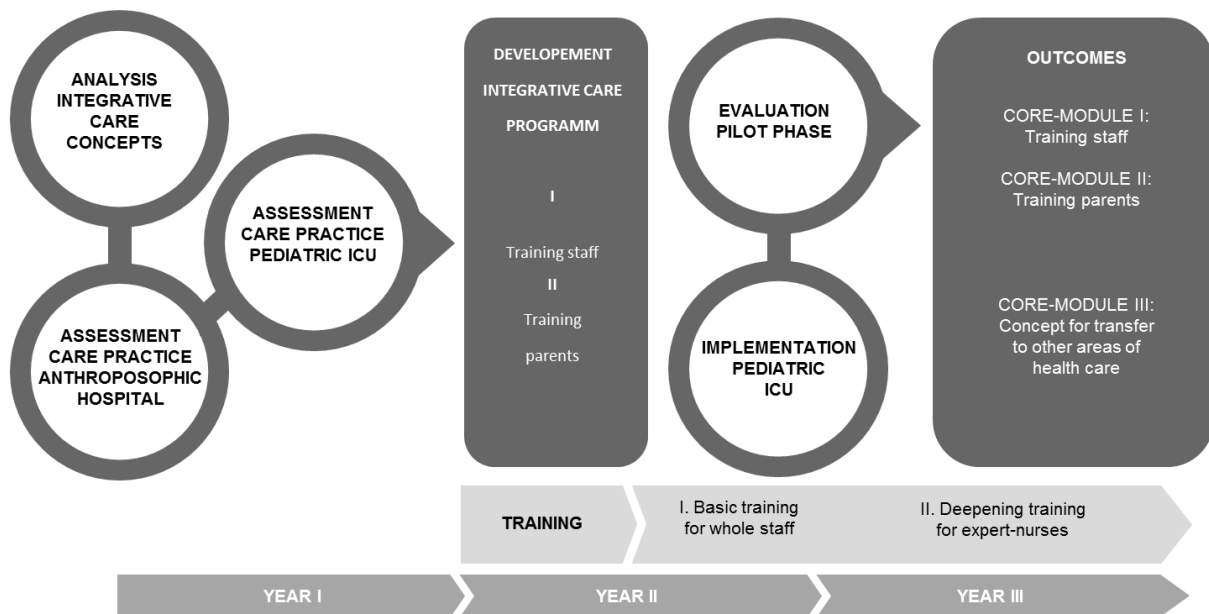 ANALYSIS
INTEGRATIVE
CARE
CONCEPTS
ASSESSMENT
CARE PRACTICE
ANTHROPOSOPHIC
HOSPITAL
ASSESSMENT
CARE PRACTICE
PEDIATRIC ICU
DEVELOPEMENT
INTEGRATIVE CARE
PROGRAMM
I
Training staff
II
Training
parents
EVALUATION
PILOT PHASE
IMPLEMENTATION
PEDIATRIC
ICU
OUTCOMES
CORE-MODULE I:
Training staff
CORE-MODULE II:
Training parents
CORE-MODULE III:
Concept for transfer
to other areas of
health care
TRAINING
I. Basic training
for whole staff
II. Deepening training
for expert-nurses
YEAR I
YEAR II
YEAR III